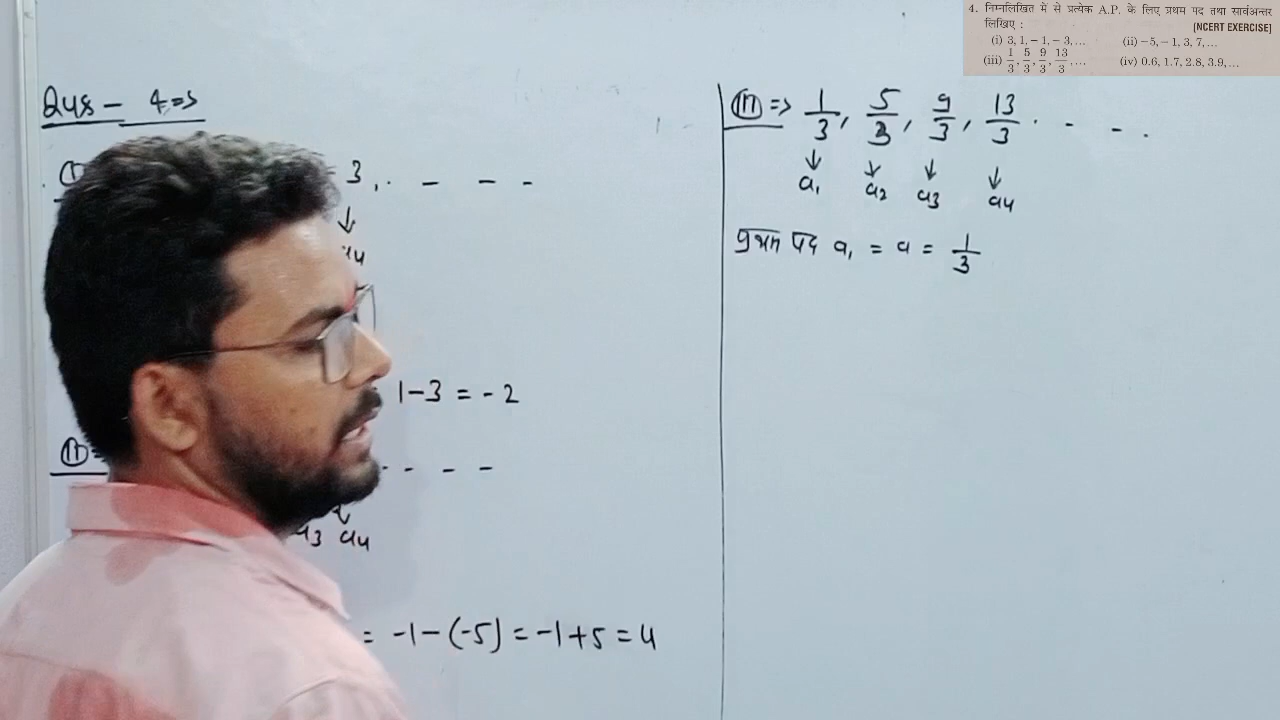 4. निम्नलिखित में से प्रत्येक A.P. के लिए प्रथम पद तथा सार्वअन्तर
लिखिए : [NCERT EXERCISE]
(i) 3, 1, – 1, – 3, ... (ii) –5, – 1, 3, 7, ...
(iii) 1/3, 5/3, 9/3, 13/3, ... (iv) 0.6, 1.7, 2.8, 3.9, ...
Qus - 4 =>
(I) 3, . - - -
a4
1-3 = -2
(II) = - - - -
a3 a4
= -1-(-5) = -1+5 = 4
(III) => 1/3, 5/3, 9/3, 13/3 . - - .
↓ ↓ ↓ ↓
a1 a2 a3 a4
प्रथम पद a1 = a = 1/3